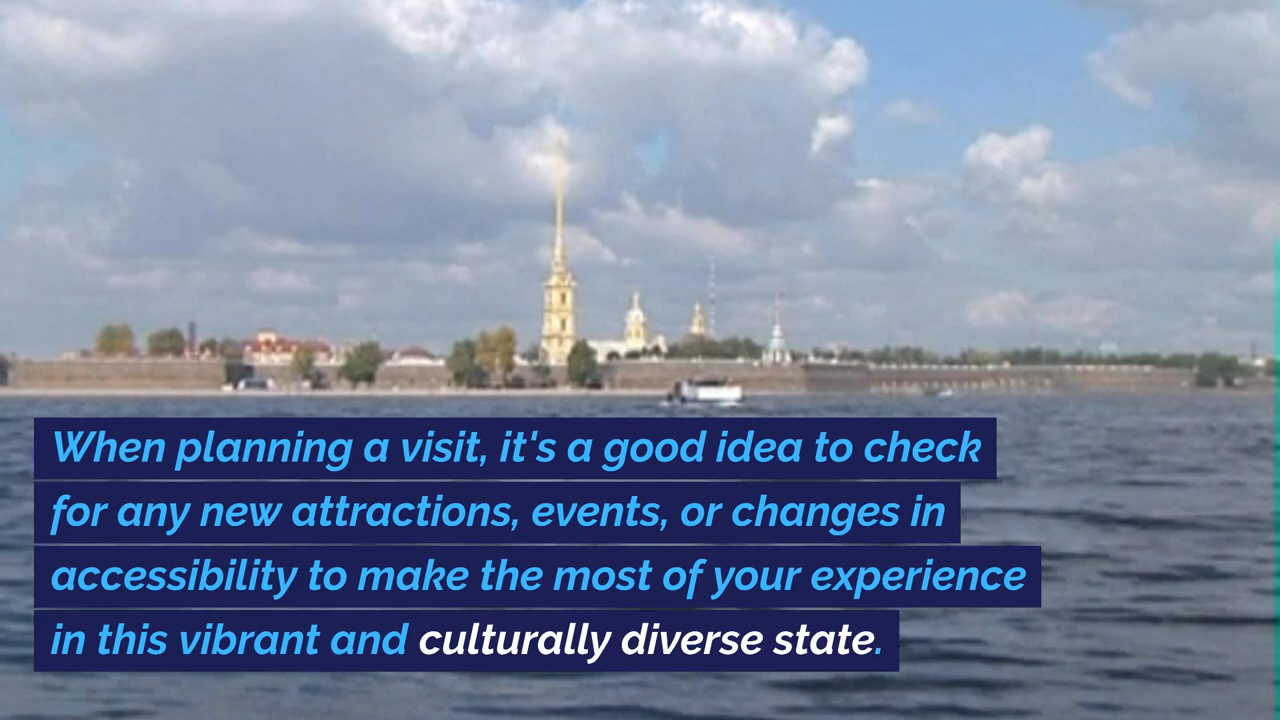 When planning a visit, it's a good idea to check
for any new attractions, events, or changes in
accessibility to make the most of your experience
in this vibrant and culturally diverse state.